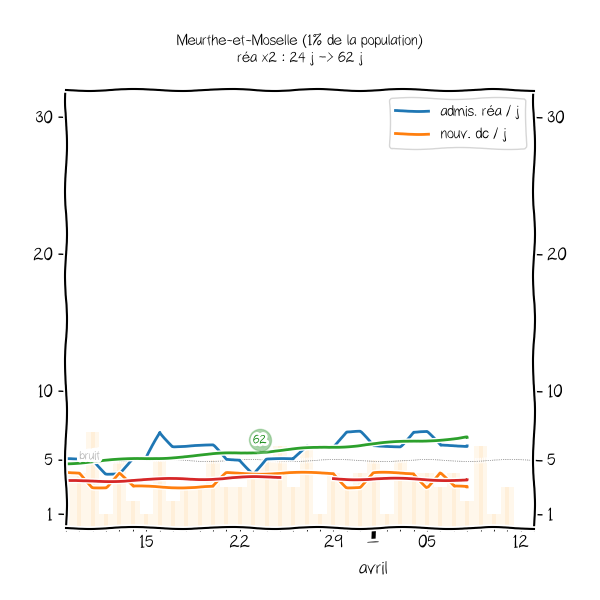 Meurthe-et-Moselle (1% de la population)
réa x2 : 24 j -> 62 j
admis. réa / j
nouv. dc / j
30
30
20
20
10
10
62
bruit
5
5
1
1
15
22
29
1
05
12
avril